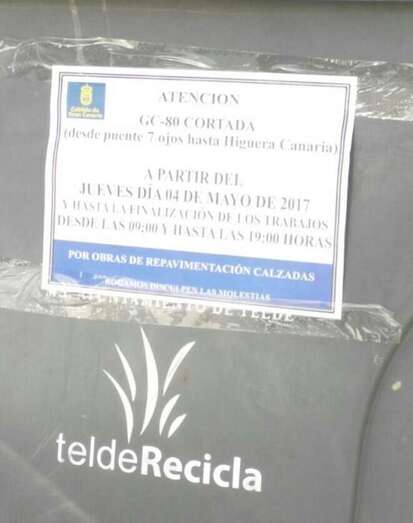 Cabildo de
Gran Canaria
ATENCION
GC-80 CORTADA
(desde puente 7 ojos hasta Higuera Canaria)
A PARTIR DEL
JUEVES DÍA 04 DE MAYO DE 2017
Y HASTA LA FINALIZACIÓN DE LOS TRABAJOS
DESDE LAS 09:00 Y HASTA LAS 19:00 HORAS
POR OBRAS DE REPAVIMENTACIÓN CALZADAS
ROGAMOS DISCULPEN LAS MOLESTIAS
AYUNTAMIENTO DE TELDE
teldeRecicla